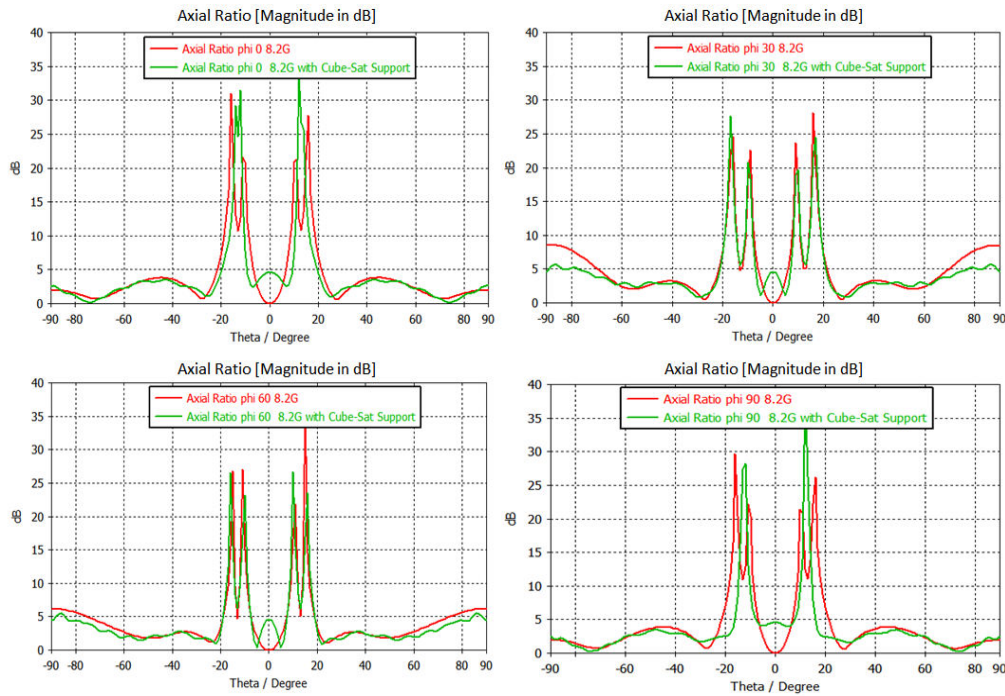 Axial Ratio [Magnitude in dB]
40
35
30
25
20
15
10
5
0
dB
Axial Ratio phi 0 8.2G
Axial Ratio phi 0 8.2G with Cube-Sat Support
-90 -80 -60 -40 -20 0 20 40 60 80 90
Theta / Degree
Axial Ratio [Magnitude in dB]
40
35
30
25
20
15
10
5
0
dB
Axial Ratio phi 30 8.2G
Axial Ratio phi 30 8.2G with Cube-Sat Support
-90 -80 -60 -40 -20 0 20 40 60 80 90
Theta / Degree
Axial Ratio [Magnitude in dB]
40
35
30
25
20
15
10
5
0
dB
Axial Ratio phi 60 8.2G
Axial Ratio phi 60 8.2G with Cube-Sat Support
-90 -80 -60 -40 -20 0 20 40 60 80 90
Theta / Degree
Axial Ratio [Magnitude in dB]
40
35
30
25
20
15
10
5
0
dB
Axial Ratio phi 90 8.2G
Axial Ratio phi 90 8.2G with Cube-Sat Support
-90 -80 -60 -40 -20 0 20 40 60 80 90
Theta / Degree